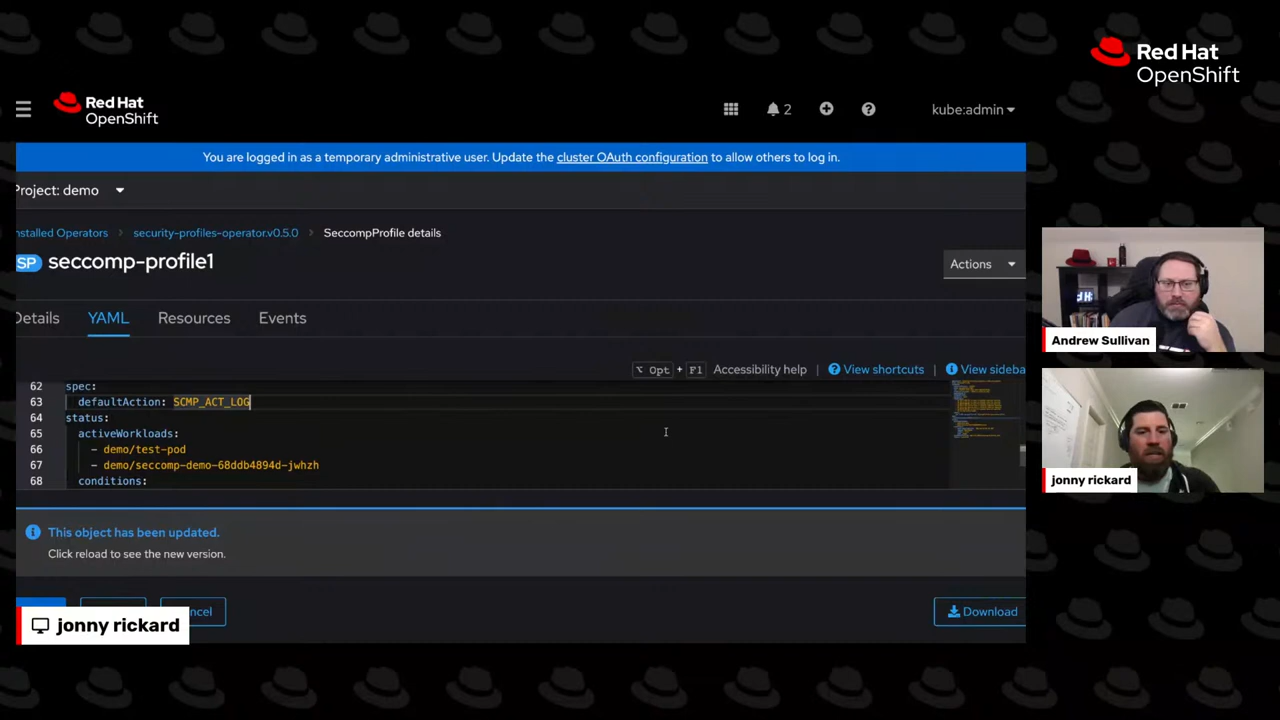 Red Hat
OpenShift
Red Hat
OpenShift
2
kube:admin
You are logged in as a temporary administrative user. Update the cluster OAuth configuration to allow others to log in.
Project: demo
nstalled Operators > security-profiles-operator.v0.5.0 > SeccompProfile details
SP seccomp-profile1
Actions
Details YAML Resources Events
⌥ Opt + F1 Accessibility help | View shortcuts | View sideba
62 spec:
63 defaultAction: SCMP_ACT_LOG
64 status:
65 activeWorkloads:
66 - demo/test-pod
67 - demo/seccomp-demo-68ddb4894d-jwhzh
68 conditions:
This object has been updated.
Click reload to see the new version.
ncel
Download
jonny rickard
Andrew Sullivan
jonny rickard